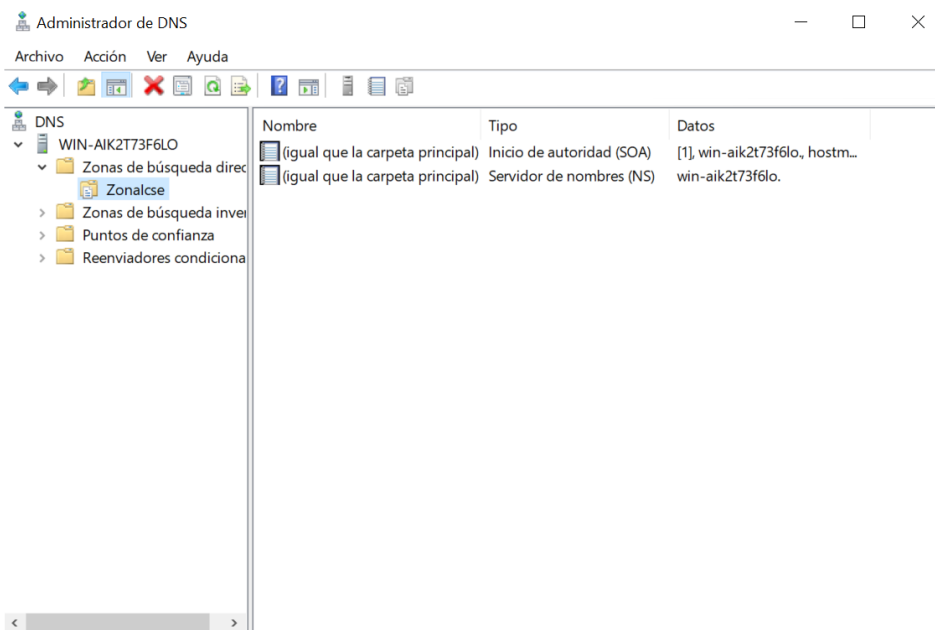 Administrador de DNS
Archivo Acción Ver Ayuda
DNS
WIN-AIK2T73F6LO
Zonas de búsqueda direc
Zonalcse
Zonas de búsqueda inver
Puntos de confianza
Reenviadores condiciona
Nombre Tipo Datos
(igual que la carpeta principal) Inicio de autoridad (SOA) [1], win-aik2t73f6lo., hostm...
(igual que la carpeta principal) Servidor de nombres (NS) win-aik2t73f6lo.